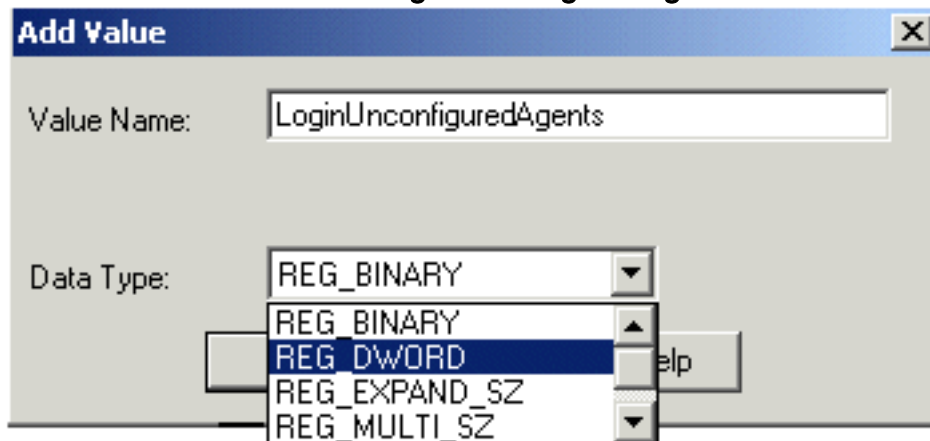 Add Value
Value Name: LoginUnconfiguredAgents
Data Type: REG_BINARY
REG_BINARY
REG_DWORD
REG_EXPAND_SZ
REG_MULTI_SZ